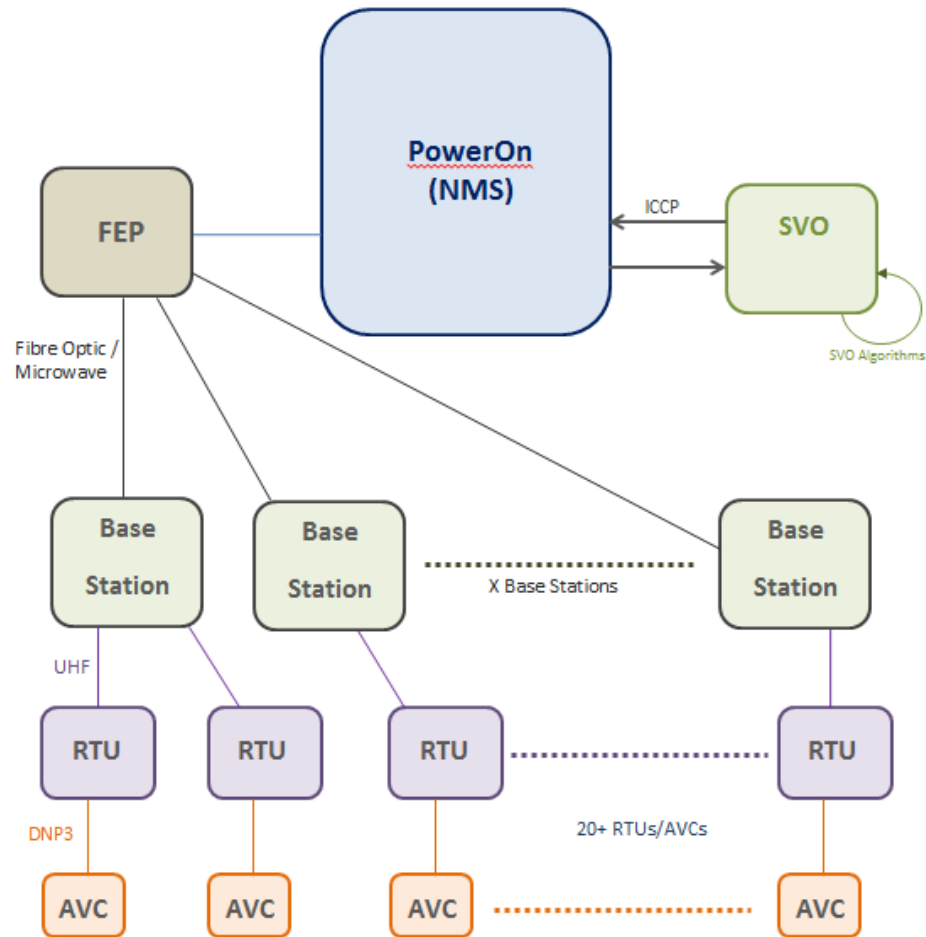 PowerOn
(NMS)
FEP
ICCP
SVO
SVO Algorithms
Fibre Optic /
Microwave
Base
Station
Base
Station
X Base Stations
Base
Station
UHF
RTU
RTU
RTU
RTU
DNP3
20+ RTUs/AVCs
AVC
AVC
AVC
AVC